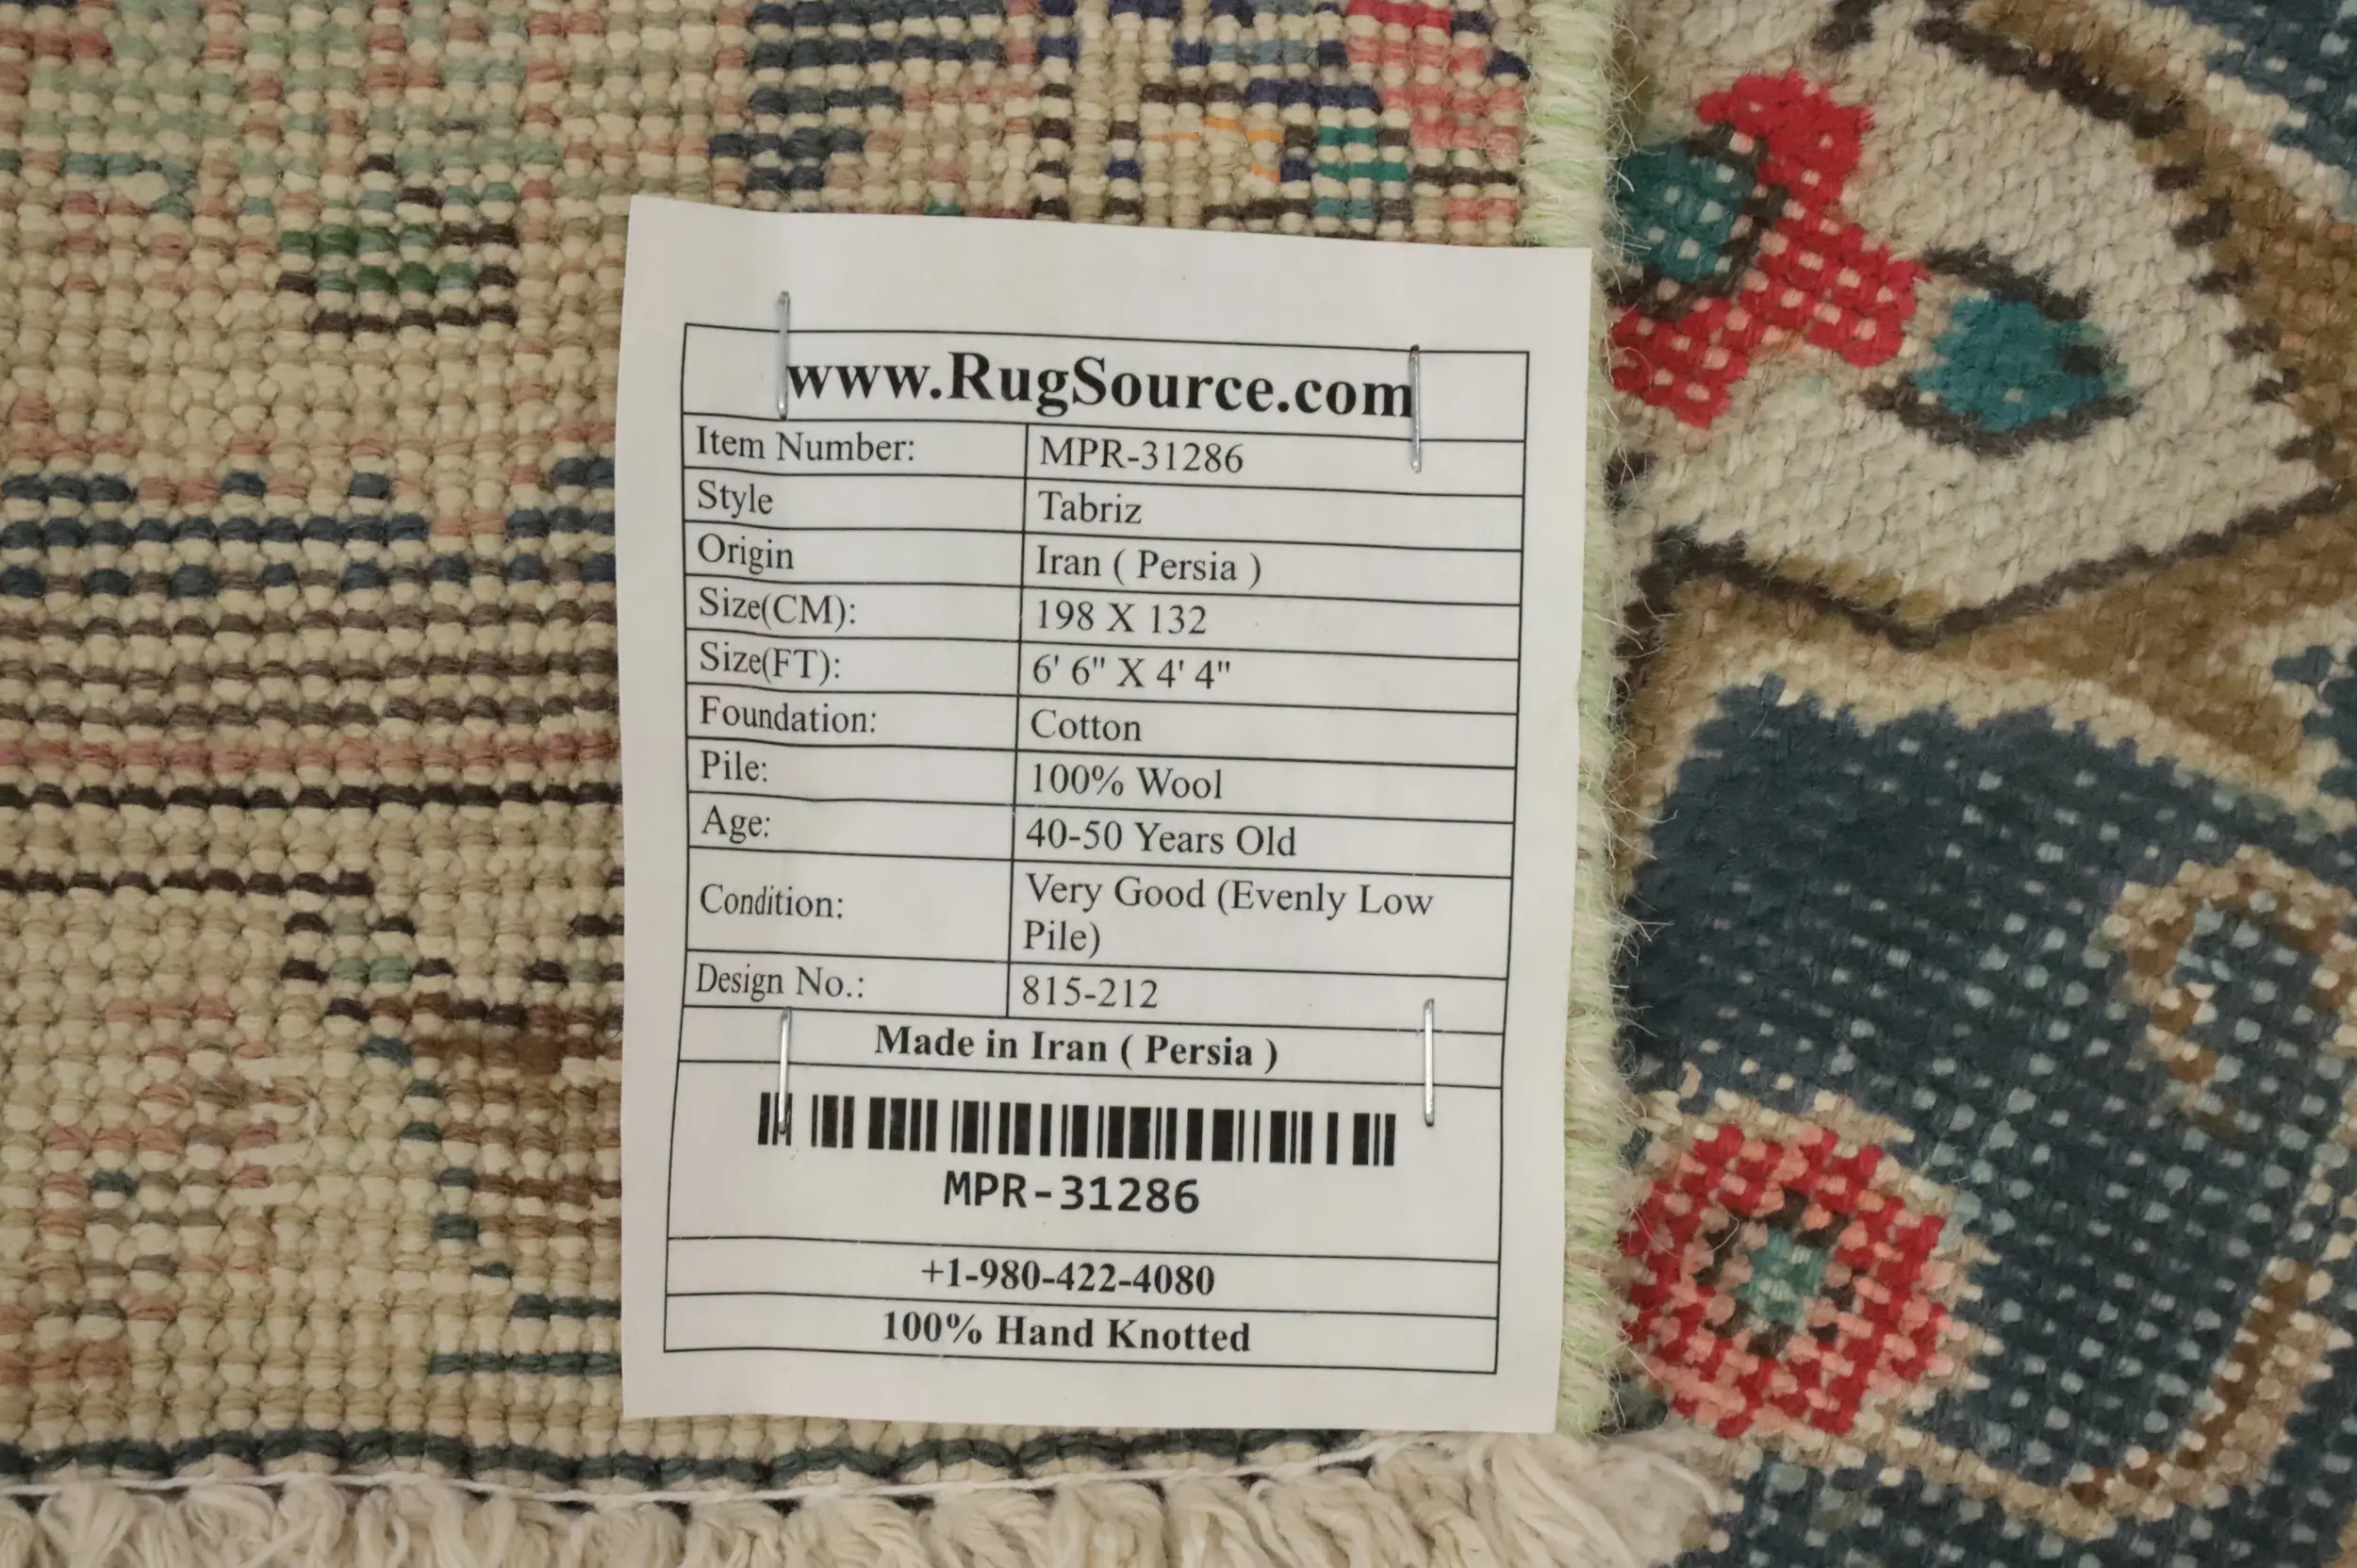 www.RugSource.com
Item Number: MPR-31286
Style Tabriz
Origin Iran ( Persia )
Size(CM): 198 X 132
Size(FT): 6' 6" X 4' 4"
Foundation: Cotton
Pile: 100% Wool
Age: 40-50 Years Old
Condition: Very Good (Evenly Low
Pile)
Design No.: 815-212
Made in Iran ( Persia )
MPR-31286
+1-980-422-4080
100% Hand Knotted